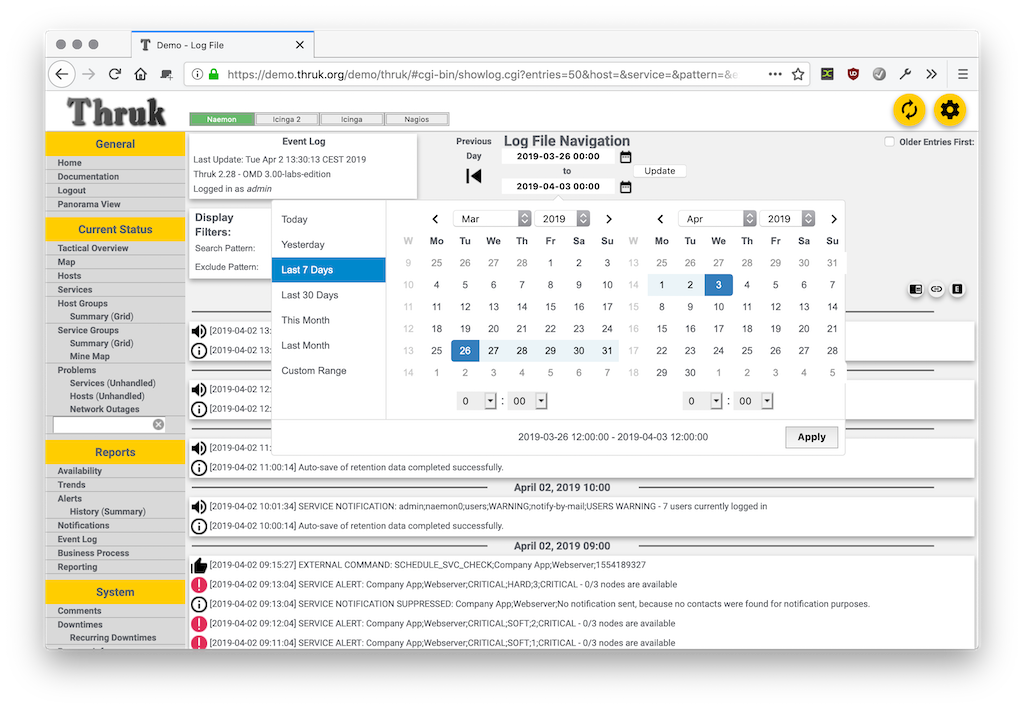 Demo - Log File
https://demo.thruk.org/demo/thruk/#cgi-bin/showlog.cgi?entries=50&host=&service=&pattern=&e
Thruk
Naemon Icinga 2 Icinga Nagios
General
Home
Documentation
Logout
Panorama View
Current Status
Tactical Overview
Map
Hosts
Services
Host Groups
Summary (Grid)
Service Groups
Summary (Grid)
Mine Map
Problems
Services (Unhandled)
Hosts (Unhandled)
Network Outages
Reports
Availability
Trends
Alerts
History (Summary)
Notifications
Event Log
Business Process
Reporting
System
Comments
Downtimes
Recurring Downtimes
Event Log
Last Update: Tue Apr 2 13:30:13 CEST 2019
Thruk 2.28 - OMD 3.00-labs-edition
Logged in as admin
Previous
Day
Log File Navigation
2019-03-26 00:00
to
2019-04-03 00:00
Update
Older Entries First:
Display
Filters:
Search Pattern:
Exclude Pattern:
Today
Yesterday
Last 7 Days
Last 30 Days
This Month
Last Month
Custom Range
Mar 2019
W Mo Tu We Th Fr Sa Su
9 25 26 27 28 1 2 3
10 4 5 6 7 8 9 10
11 11 12 13 14 15 16 17
12 18 19 20 21 22 23 24
13 25 26 27 28 29 30 31
14 1 2 3 4 5 6 7
0 : 00
Apr 2019
W Mo Tu We Th Fr Sa Su
13 25 26 27 28 29 30 31
14 1 2 3 4 5 6 7
15 8 9 10 11 12 13 14
16 15 16 17 18 19 20 21
17 22 23 24 25 26 27 28
18 29 30 1 2 3 4 5
0 : 00
2019-03-26 12:00:00 - 2019-04-03 12:00:00
Apply
[2019-04-02 13:
[2019-04-02 13:
[2019-04-02 12:
[2019-04-02 12:
[2019-04-02 11:
[2019-04-02 11:00:14] Auto-save of retention data completed successfully.
April 02, 2019 10:00
[2019-04-02 10:01:34] SERVICE NOTIFICATION: admin;naemon0;users;WARNING;notify-by-mail;USERS WARNING - 7 users currently logged in
[2019-04-02 10:00:14] Auto-save of retention data completed successfully.
April 02, 2019 09:00
[2019-04-02 09:15:27] EXTERNAL COMMAND: SCHEDULE_SVC_CHECK;Company App;Webserver;1554189327
[2019-04-02 09:13:04] SERVICE ALERT: Company App;Webserver;CRITICAL;HARD;3;CRITICAL - 0/3 nodes are available
[2019-04-02 09:13:04] SERVICE NOTIFICATION SUPPRESSED: Company App;Webserver;No notification sent, because no contacts were found for notification purposes.
[2019-04-02 09:12:04] SERVICE ALERT: Company App;Webserver;CRITICAL;SOFT;2;CRITICAL - 0/3 nodes are available
[2019-04-02 09:11:04] SERVICE ALERT: Company App;Webserver;CRITICAL;SOFT;1;CRITICAL - 0/3 nodes are available